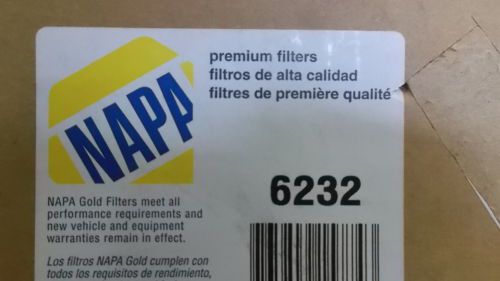 NAPA
premium filters
filtros de alta calidad
filtres de première qualité
6232
NAPA Gold Filters meet all
performance requirements and
new vehicle and equipment
warranties remain in effect.
Los filtros NAPA Gold cumplen con
todos los requisitos de rendimiento,